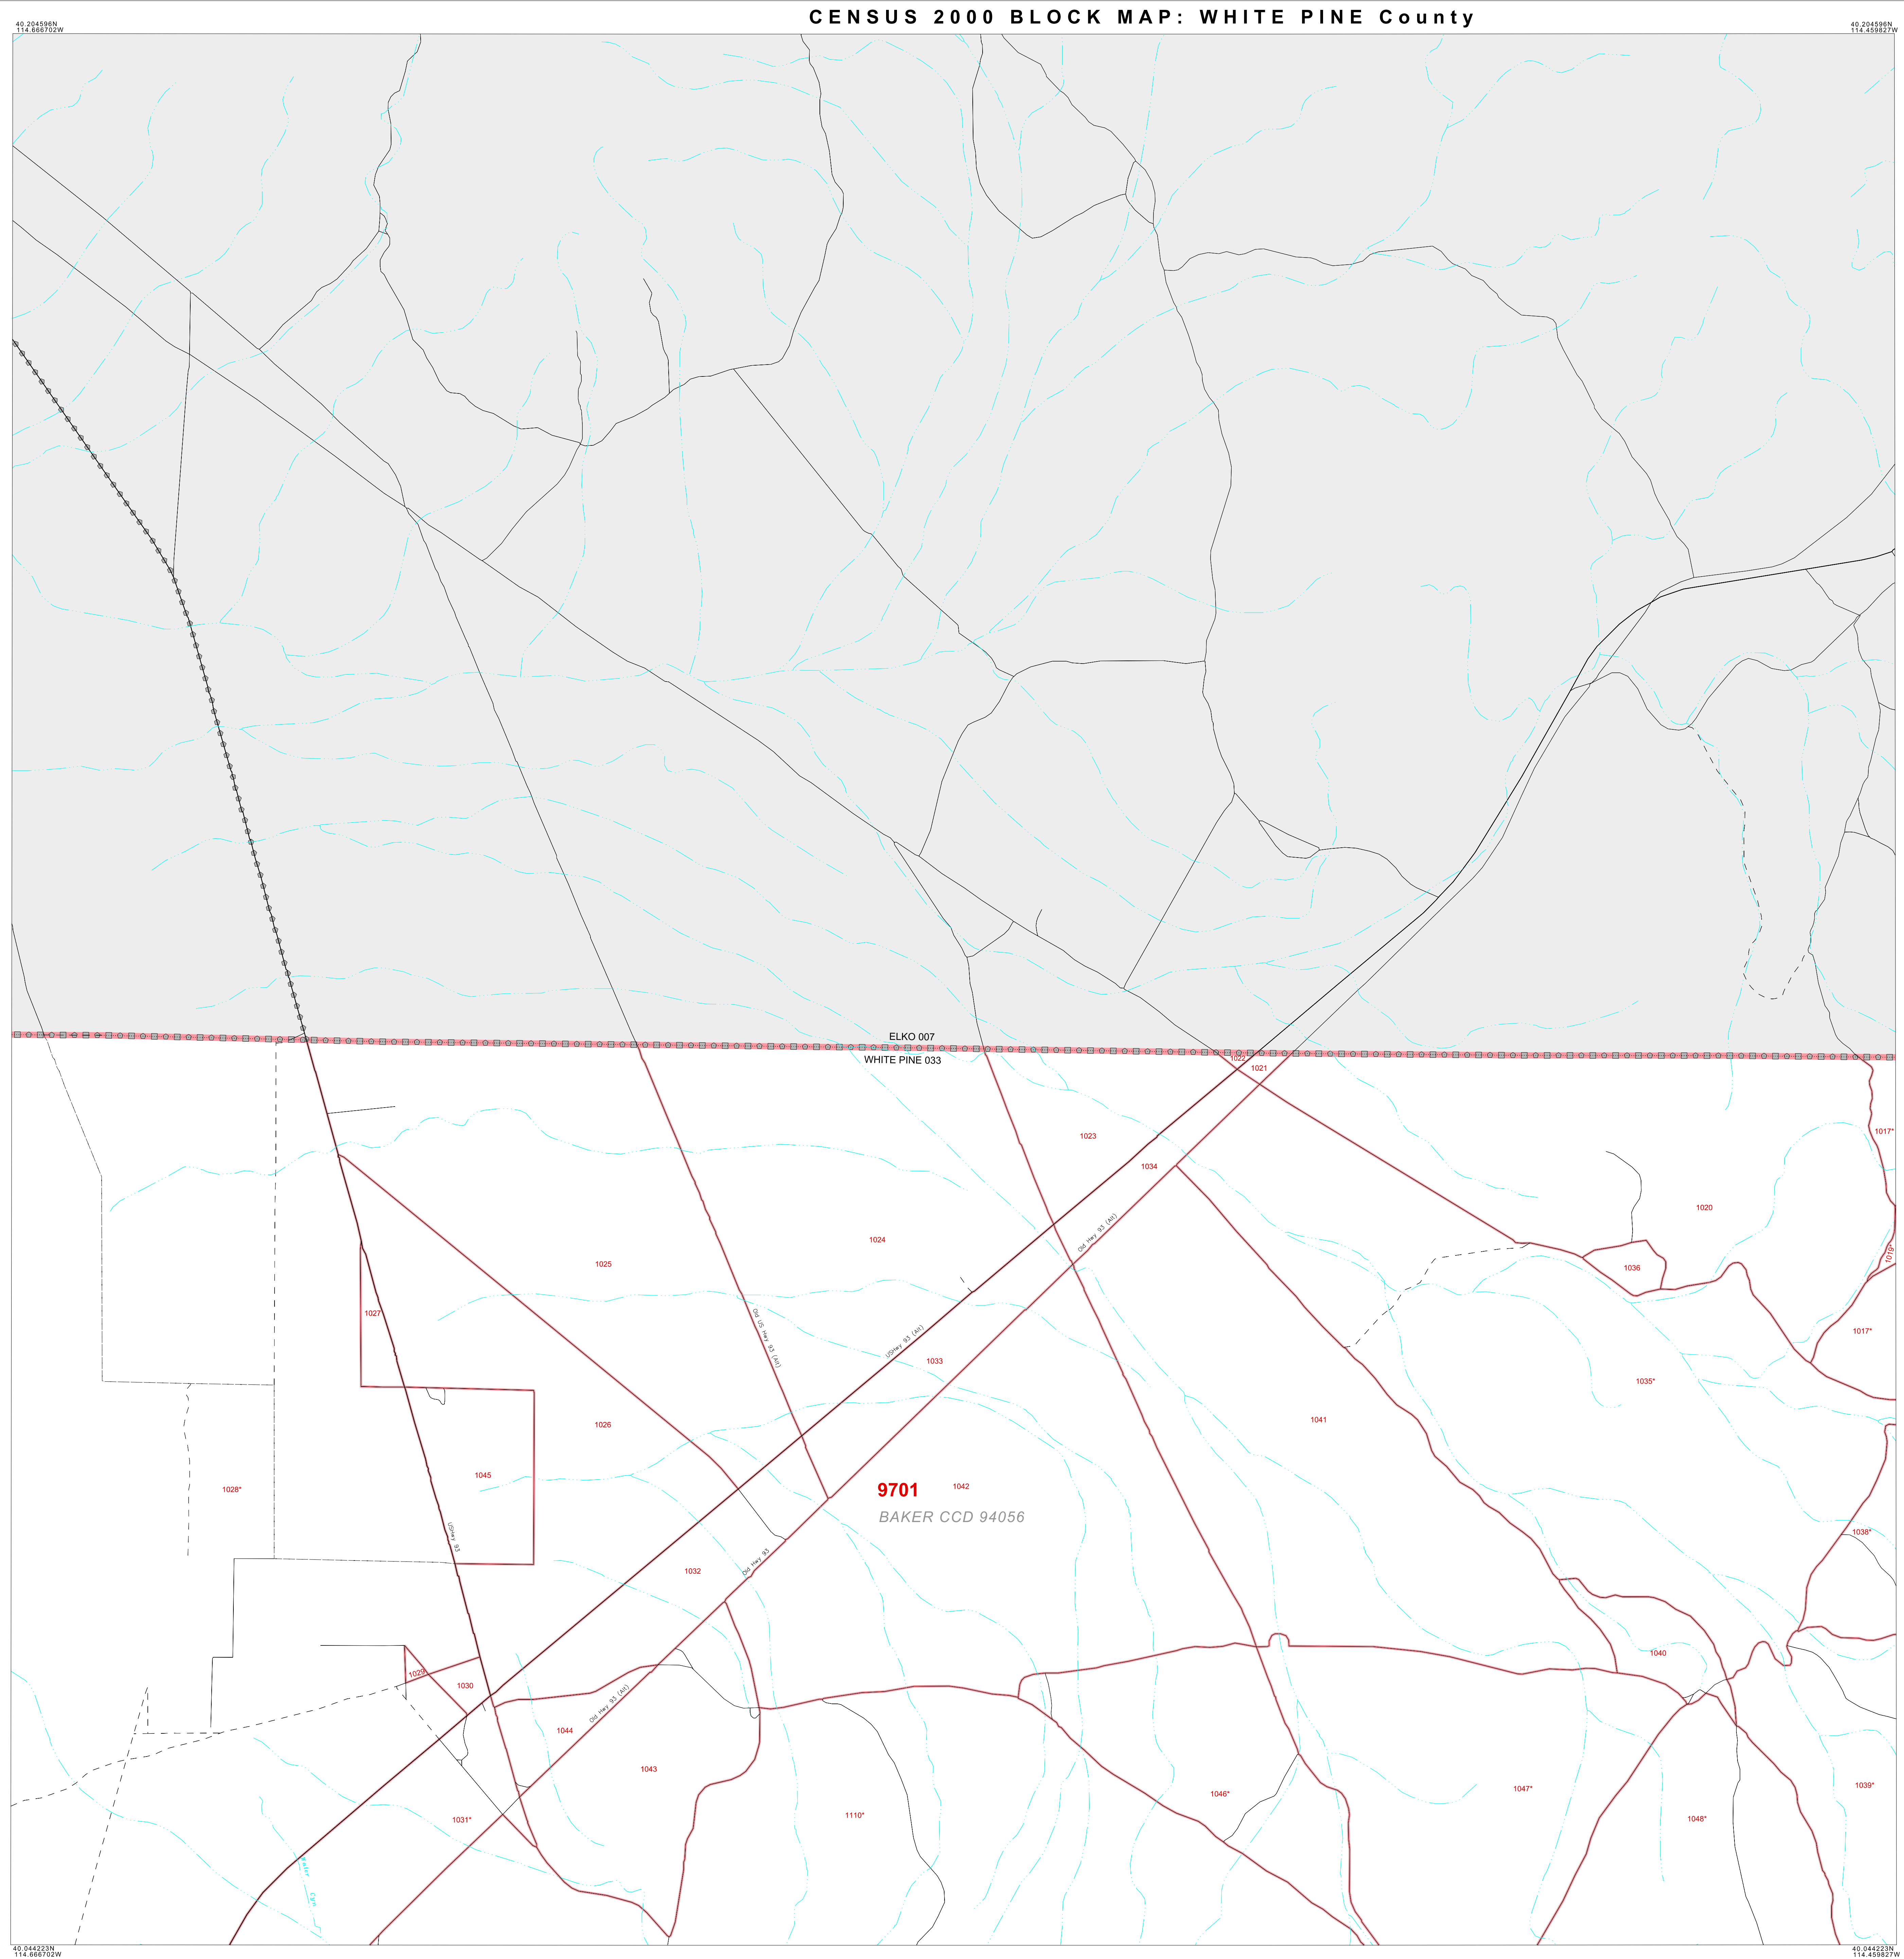 CENSUS 2000 BLOCK MAP: WHITE PINE County
40.204596N
114.666702W
40.204596N
114.459827W
ELKO 007
WHITE PINE 033
1022
1021
1023
1017*
1034
1020
Old Hwy 93 (Alt)
1024
1019*
1025
1036
1027
Old US Hwy 93 (Alt)
USHwy 93 (Alt)
1017*
1033
1035*
1041
1026
1045
1028*
9701
1042
BAKER CCD 94056
USHwy 93
1038*
Old Hwy 93
1032
1040
1029
1030
Old Hwy 93 (Alt)
1044
1043
1039*
1047*
1046*
1110*
1048*
1031*
40.044223N
114.666702W
40.044223N
114.459827W